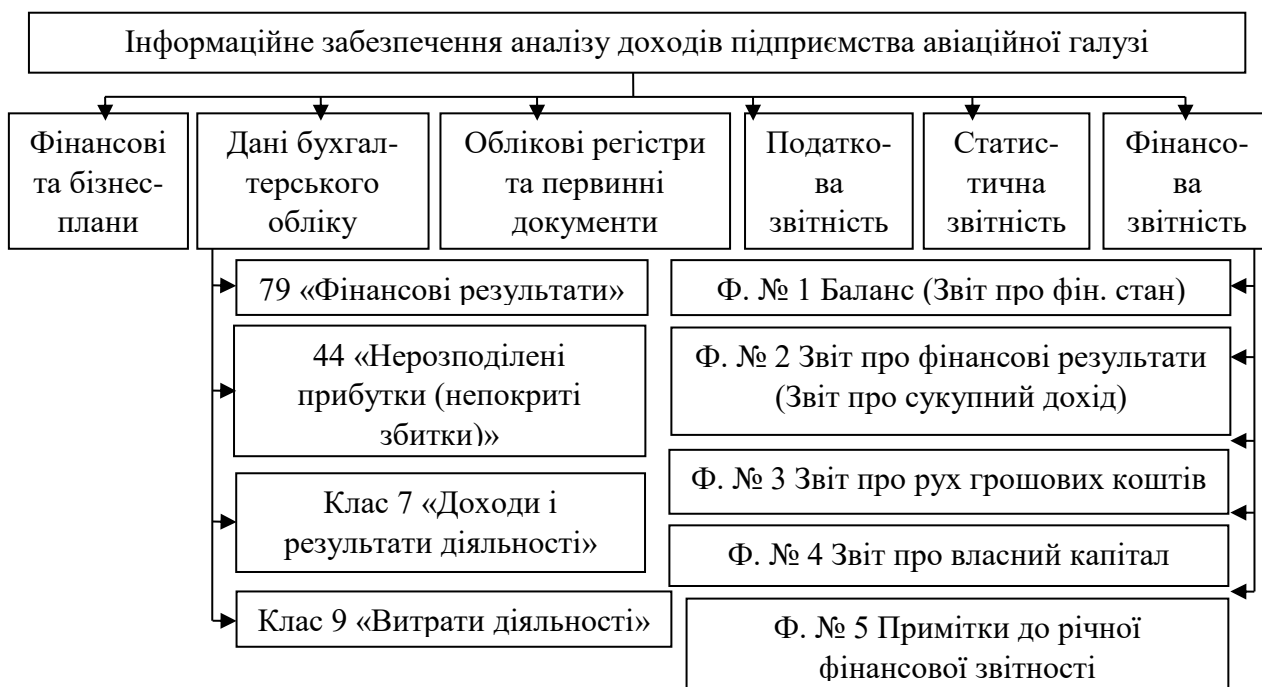 Інформаційне забезпечення аналізу доходів підприємства авіаційної галузі
Фінансові
та бізнес-
плани
Дані бухгал-
терського
обліку
Облікові регістри
та первинні
документи
Податко-
ва
звітність
Статис-
тична
звітність
Фінансо-
ва
звітність
79 «Фінансові результати»
44 «Нерозподілені
прибутки (непокриті
збитки)»
Клас 7 «Доходи і
результати діяльності»
Клас 9 «Витрати діяльності»
Ф. № 1 Баланс (Звіт про фін. стан)
Ф. № 2 Звіт про фінансові результати
(Звіт про сукупний дохід)
Ф. № 3 Звіт про рух грошових коштів
Ф. № 4 Звіт про власний капітал
Ф. № 5 Примітки до річної
фінансової звітності